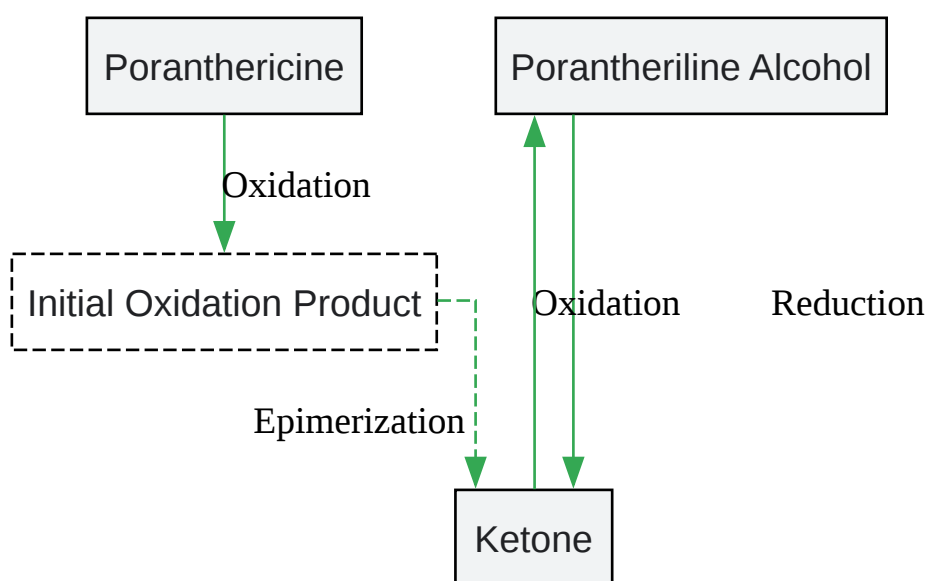 Poranthericine
Porantheriline Alcohol
Oxidation
Initial Oxidation Product
Oxidation
Reduction
Epimerization
Ketone